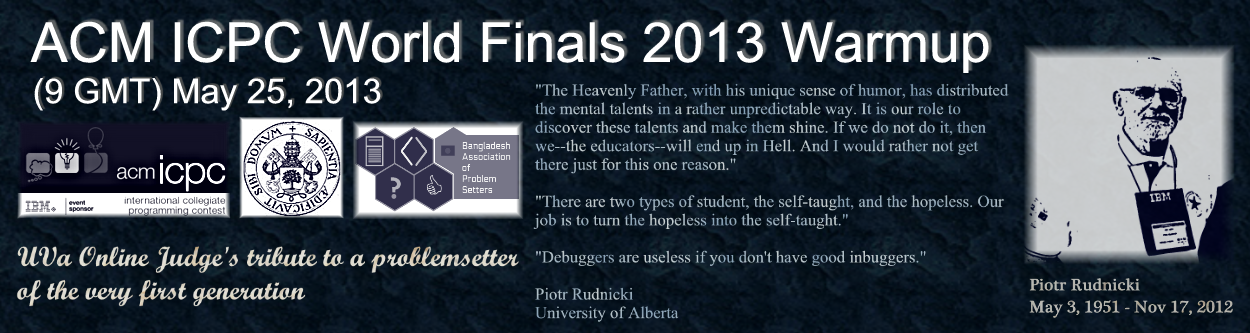 ACM ICPC World Finals 2013 Warmup
(9 GMT) May 25, 2013
acm icpc
IBM. event sponsor
international collegiate
programming contest
SAPIENTIA ÆDIFICAVIT SIBI DOMVM
Bangladesh
Association
of
Problem
Setters
?
UVa Online Judge's tribute to a problemsetter
of the very first generation
"The Heavenly Father, with his unique sense of humor, has distributed
the mental talents in a rather unpredictable way. It is our role to
discover these talents and make them shine. If we do not do it, then
we--the educators--will end up in Hell. And I would rather not get
there just for this one reason."
"There are two types of student, the self-taught, and the hopeless. Our
job is to turn the hopeless into the self-taught."
"Debuggers are useless if you don't have good inbuggers."
Piotr Rudnicki
University of Alberta
IBM
Piotr Rudnicki
May 3, 1951 - Nov 17, 2012